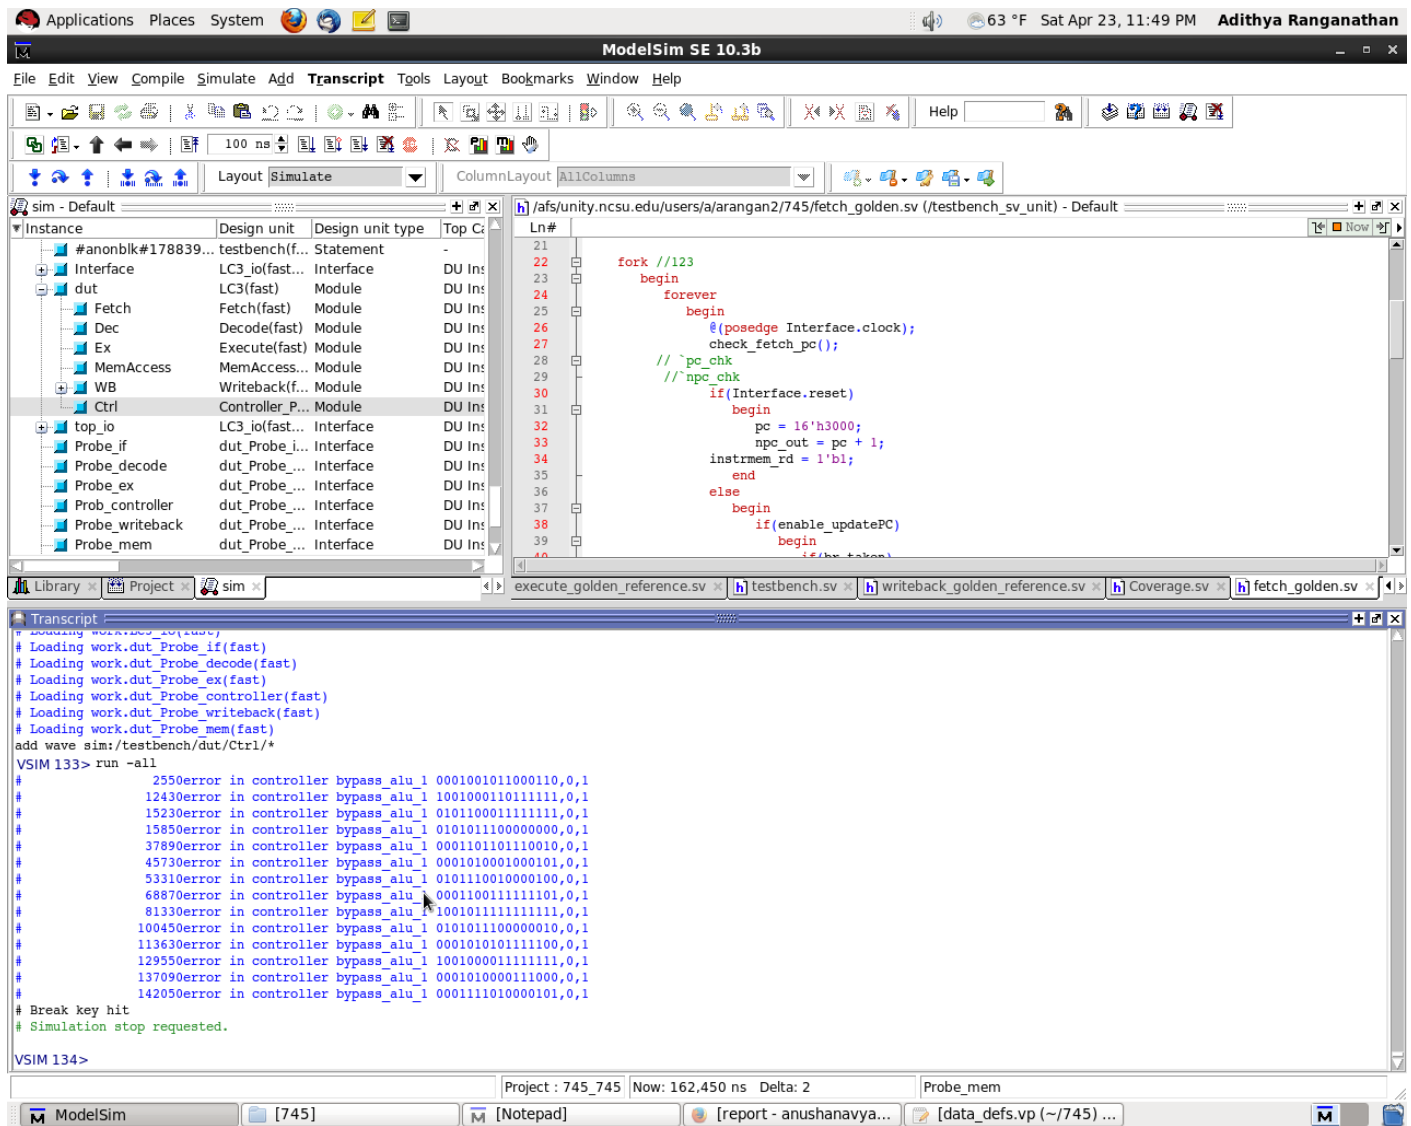 Applications Places System 63 °F Sat Apr 23, 11:49 PM Adithya Ranganathan
ModelSim SE 10.3b
File Edit View Compile Simulate Add Transcript Tools Layout Bookmarks Window Help
Help
100 ns
Layout Simulate ColumnLayout AllColumns
sim - Default
Instance Design unit Design unit type Top Ca
#anonblk#178839... testbench(f... Statement -
Interface LC3_io(fast... Interface DU Ins
dut LC3(fast) Module DU Ins
Fetch Fetch(fast) Module DU Ins
Dec Decode(fast) Module DU Ins
Ex Execute(fast) Module DU Ins
MemAccess MemAccess... Module DU Ins
WB Writeback(f... Module DU Ins
Ctrl Controller_P... Module DU Ins
top_io LC3_io(fast... Interface DU Ins
Probe_if dut_Probe_i... Interface DU Ins
Probe_decode dut_Probe_... Interface DU Ins
Probe_ex dut_Probe_... Interface DU Ins
Prob_controller dut_Probe_... Interface DU Ins
Probe_writeback dut_Probe_... Interface DU Ins
Probe_mem dut_Probe_... Interface DU Ins
Library Project sim
/afs/unity.ncsu.edu/users/a/arangan2/745/fetch_golden.sv (/testbench_sv_unit) - Default
Ln# Now
21
22 fork //123
23 begin
24 forever
25 begin
26 @(posedge Interface.clock);
27 check_fetch_pc();
28 // `pc_chk
29 //`npc_chk
30 if(Interface.reset)
31 begin
32 pc = 16'h3000;
33 npc_out = pc + 1;
34 instrmem_rd = 1'b1;
35 end
36 else
37 begin
38 if(enable_updatePC)
39 begin
40 if(br_taken)
execute_golden_reference.sv testbench.sv writeback_golden_reference.sv Coverage.sv fetch_golden.sv
Transcript
# Loading work.LC3_io(fast)
# Loading work.dut_Probe_if(fast)
# Loading work.dut_Probe_decode(fast)
# Loading work.dut_Probe_ex(fast)
# Loading work.dut_Probe_controller(fast)
# Loading work.dut_Probe_writeback(fast)
# Loading work.dut_Probe_mem(fast)
add wave sim:/testbench/dut/Ctrl/*
VSIM 133> run -all
# 2550error in controller bypass_alu_1 0001001011000110,0,1
# 12430error in controller bypass_alu_1 1001000110111111,0,1
# 15230error in controller bypass_alu_1 0101100011111111,0,1
# 15850error in controller bypass_alu_1 0101011100000000,0,1
# 37890error in controller bypass_alu_1 0001101101110010,0,1
# 45730error in controller bypass_alu_1 0001010001000101,0,1
# 53310error in controller bypass_alu_1 0101110010000100,0,1
# 68870error in controller bypass_alu_1 0001100111111101,0,1
# 81330error in controller bypass_alu_1 1001011111111111,0,1
# 100450error in controller bypass_alu_1 0101011100000010,0,1
# 113630error in controller bypass_alu_1 0001010101111100,0,1
# 129550error in controller bypass_alu_1 1001000011111111,0,1
# 137090error in controller bypass_alu_1 0001010000111000,0,1
# 142050error in controller bypass_alu_1 0001111010000101,0,1
# Break key hit
# Simulation stop requested.
VSIM 134>
Project : 745_745 Now: 162,450 ns Delta: 2 Probe_mem
ModelSim [745] [Notepad] [report - anushanavya... [data_defs.vp (~/745) ...